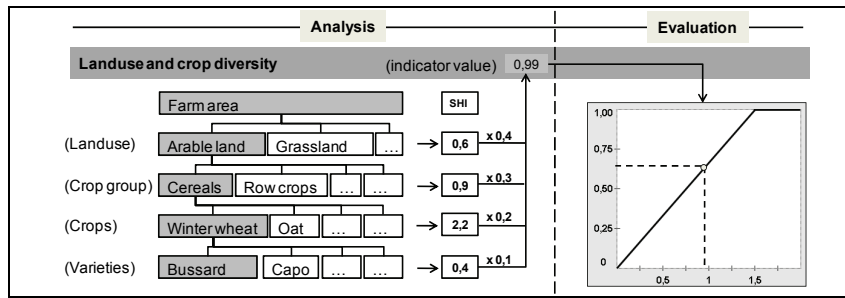 Analysis Evaluation
Landuse and crop diversity (indicator value) 0,99
Farm area SHI
(Landuse) Arable land Grassland ... 0,6 x 0,4
(Crop group) Cereals Row crops ... ... 0,9 x 0,3
(Crops) Winter wheat Oat ... ... 2,2 x 0,2
(Varieties) Bussard Capo ... ... 0,4 x 0,1
1,00
0,75
0,50
0,25
0
0,5 1 1,5